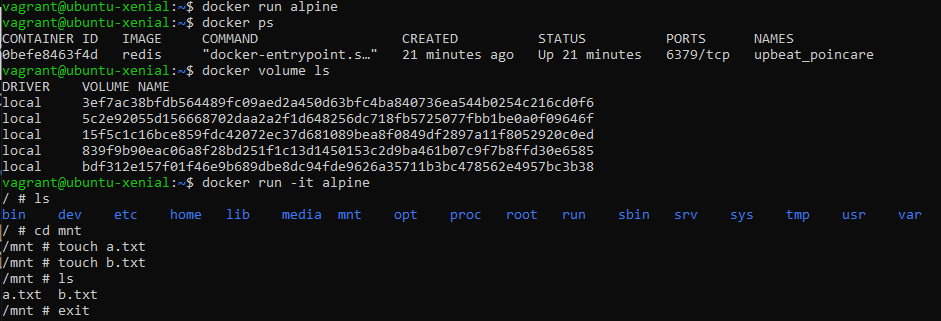 vagrant@ubuntu-xenial:~$ docker run alpine
vagrant@ubuntu-xenial:~$ docker ps
CONTAINER ID   IMAGE     COMMAND                  CREATED          STATUS          PORTS      NAMES
0befe8463f4d   redis     "docker-entrypoint.s…"   21 minutes ago   Up 21 minutes   6379/tcp   upbeat_poincare
vagrant@ubuntu-xenial:~$ docker volume ls
DRIVER    VOLUME NAME
local     3ef7ac38bfdb564489fc09aed2a450d63bfc4ba840736ea544b0254c216cd0f6
local     5c2e92055d156668702daa2a2f1d648256dc718fb5725077fbb1be0a0f09646f
local     15f5c1c16bce859fdc42072ec37d681089bea8f0849df2897a11f8052920c0ed
local     839f9b90eac06a8f28bd251f1c13d1450153c2d9ba461b07c9f7b8ffd30e6585
local     bdf312e157f01f46e9b689dbe8dc94fde9626a35711b3bc478562e4957bc3b38
vagrant@ubuntu-xenial:~$ docker run -it alpine
/ # ls
bin    dev    etc    home   lib    media  mnt    opt    proc   root   run    sbin   srv    sys    tmp    usr    var
/ # cd mnt
/mnt # touch a.txt
/mnt # touch b.txt
/mnt # ls
a.txt  b.txt
/mnt # exit